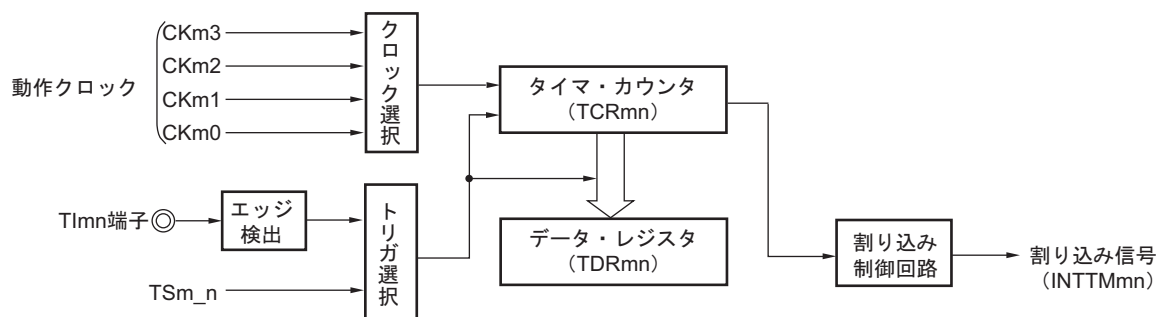 動作クロック
CKm3
CKm2
CKm1
CKm0
クロック選択
タイマ・カウンタ
（TCRmn）
TImn端子
エッジ
検出
TSm_n
トリガ選択
データ・レジスタ
（TDRmn）
割り込み
制御回路
割り込み信号
（INTTMmn）